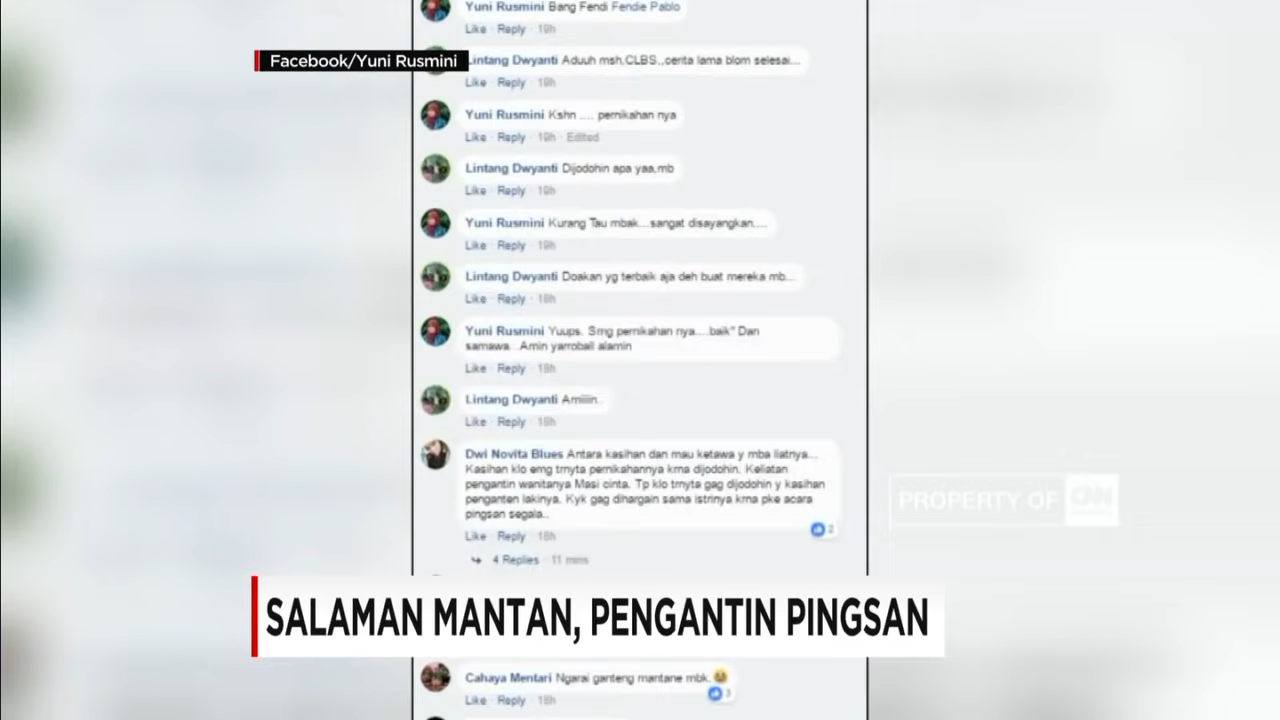 Yuni Rusmini Bang Fendi Fendie Pablo
Like · Reply · 19h
Facebook/Yuni Rusmini
Lintang Dwyanti Aduuh msh,CLBS,,cerita lama blom selesai...
Like · Reply · 19h
Yuni Rusmini Kshn .... pernikahan nya
Like · Reply · 19h · Edited
Lintang Dwyanti Dijodohin apa yaa,mb
Like · Reply · 19h
Yuni Rusmini Kurang Tau mbak...sangat disayangkan....
Like · Reply · 19h
Lintang Dwyanti Doakan yg terbaik aja deh buat mereka mb...
Like · Reply · 18h
Yuni Rusmini Yuups. Smg pernikahan nya....baik" Dan
samawa...Amin yarroball alamin
Like · Reply · 18h
Lintang Dwyanti Amiiin..
Like · Reply · 18h
Dwi Novita Blues Antara kasihan dan mau ketawa y mba liatnya...
Kasihan klo emg trnyta pernikahannya krna dijodohin. Keliatan
pengantin wanitanya Masi cinta. Tp klo trnyta gag dijodohin y kasihan
penganten lakinya. Kyk gag dihargain sama istrinya krna pke acara
pingsan segala..
2
Like · Reply · 18h
4 Replies · 11 mins
PROPERTY OF CNN
SALAMAN MANTAN, PENGANTIN PINGSAN
Cahaya Mentari Ngarai ganteng mantane mbk.😂
3
Like · Reply · 18h